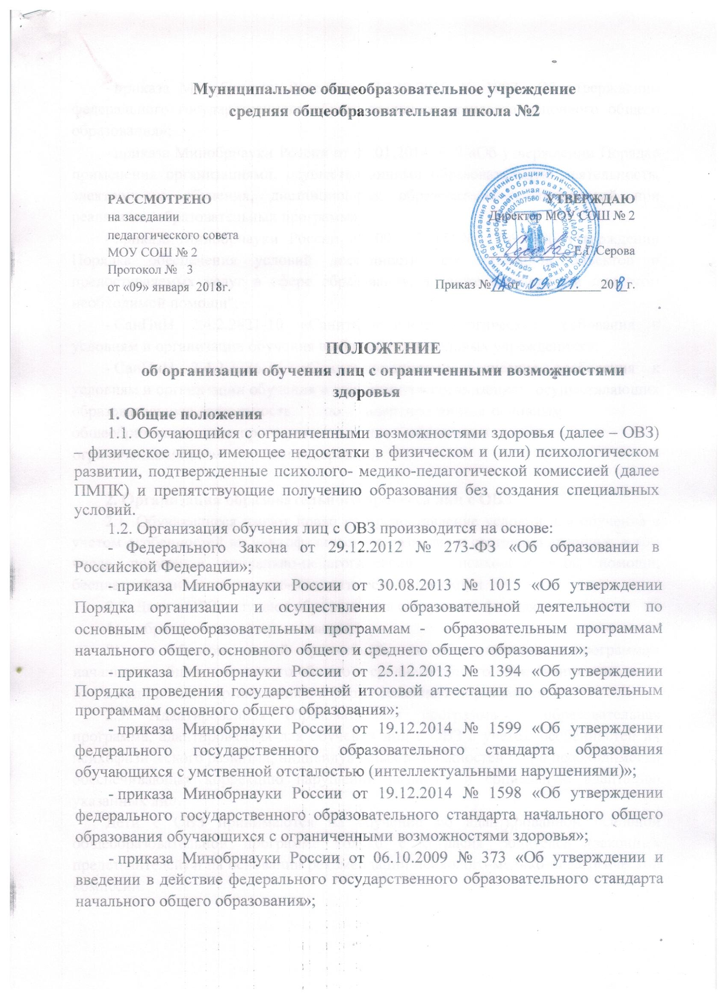 Муниципальное общеобразовательное учреждение
средняя общеобразовательная школа №2
РАССМОТРЕНО
на заседании
педагогического совета
МОУ СОШ № 2
Протокол № 3
от «09» января 2018г.
УТВЕРЖДАЮ
Директор МОУ СОШ № 2
Е.Г. Серова
Приказ № от 09.01. 2018 г.
ПОЛОЖЕНИЕ
об организации обучения лиц с ограниченными возможностями
здоровья
1. Общие положения
1.1. Обучающийся с ограниченными возможностями здоровья (далее – ОВЗ)
– физическое лицо, имеющее недостатки в физическом и (или) психологическом
развитии, подтвержденные психолого- медико-педагогической комиссией (далее
ПМПК) и препятствующие получению образования без создания специальных
условий.
1.2. Организация обучения лиц с ОВЗ производится на основе:
- Федерального Закона от 29.12.2012 № 273-ФЗ «Об образовании в
Российской Федерации»;
- приказа Минобрнауки России от 30.08.2013 № 1015 «Об утверждении
Порядка организации и осуществления образовательной деятельности по
основным общеобразовательным программам - образовательным программам
начального общего, основного общего и среднего общего образования»;
- приказа Минобрнауки России от 25.12.2013 № 1394 «Об утверждении
Порядка проведения государственной итоговой аттестации по образовательным
программам основного общего образования»;
- приказа Минобрнауки России от 19.12.2014 № 1599 «Об утверждении
федерального государственного образовательного стандарта образования
обучающихся с умственной отсталостью (интеллектуальными нарушениями)»;
- приказа Минобрнауки России от 19.12.2014 № 1598 «Об утверждении
федерального государственного образовательного стандарта начального общего
образования обучающихся с ограниченными возможностями здоровья»;
- приказа Минобрнауки России от 06.10.2009 № 373 «Об утверждении и
введении в действие федерального государственного образовательного стандарта
начального общего образования»;